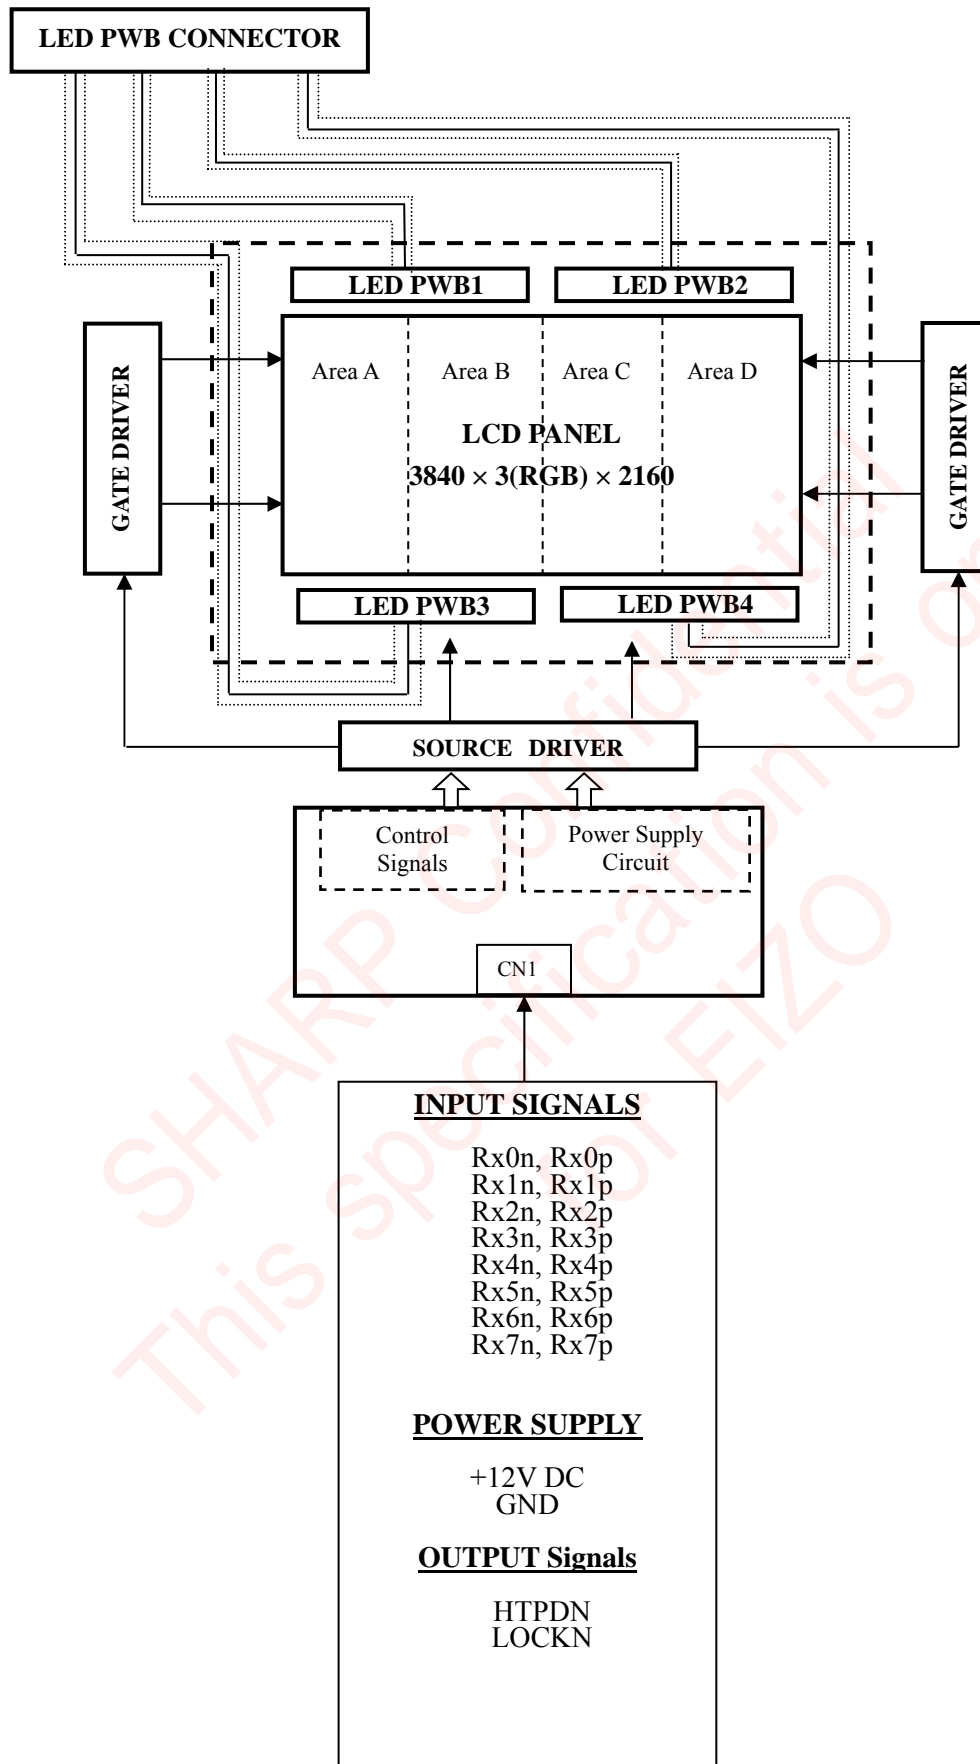 LED PWB CONNECTOR
LED PWB1
LED PWB2
GATE DRIVER
Area A
Area B
Area C
Area D
LCD PANEL
3840 × 3(RGB) × 2160
GATE DRIVER
LED PWB3
LED PWB4
SOURCE DRIVER
Control
Signals
Power Supply
Circuit
CN1
INPUT SIGNALS
Rx0n, Rx0p
Rx1n, Rx1p
Rx2n, Rx2p
Rx3n, Rx3p
Rx4n, Rx4p
Rx5n, Rx5p
Rx6n, Rx6p
Rx7n, Rx7p
POWER SUPPLY
+12V DC
GND
OUTPUT Signals
HTPDN
LOCKN
SHARP Confidential
This specification is
for EIZO